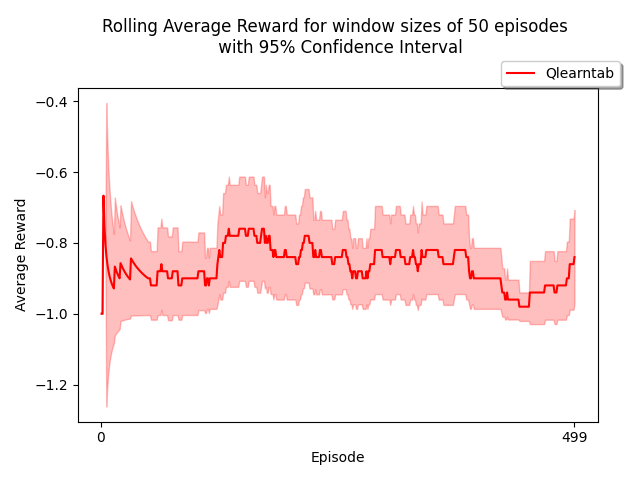 Rolling Average Reward for window sizes of 50 episodes
with 95% Confidence Interval
Qlearntab
−0.4
−0.6
−0.8
−1.0
−1.2
Average Reward
0
499
Episode